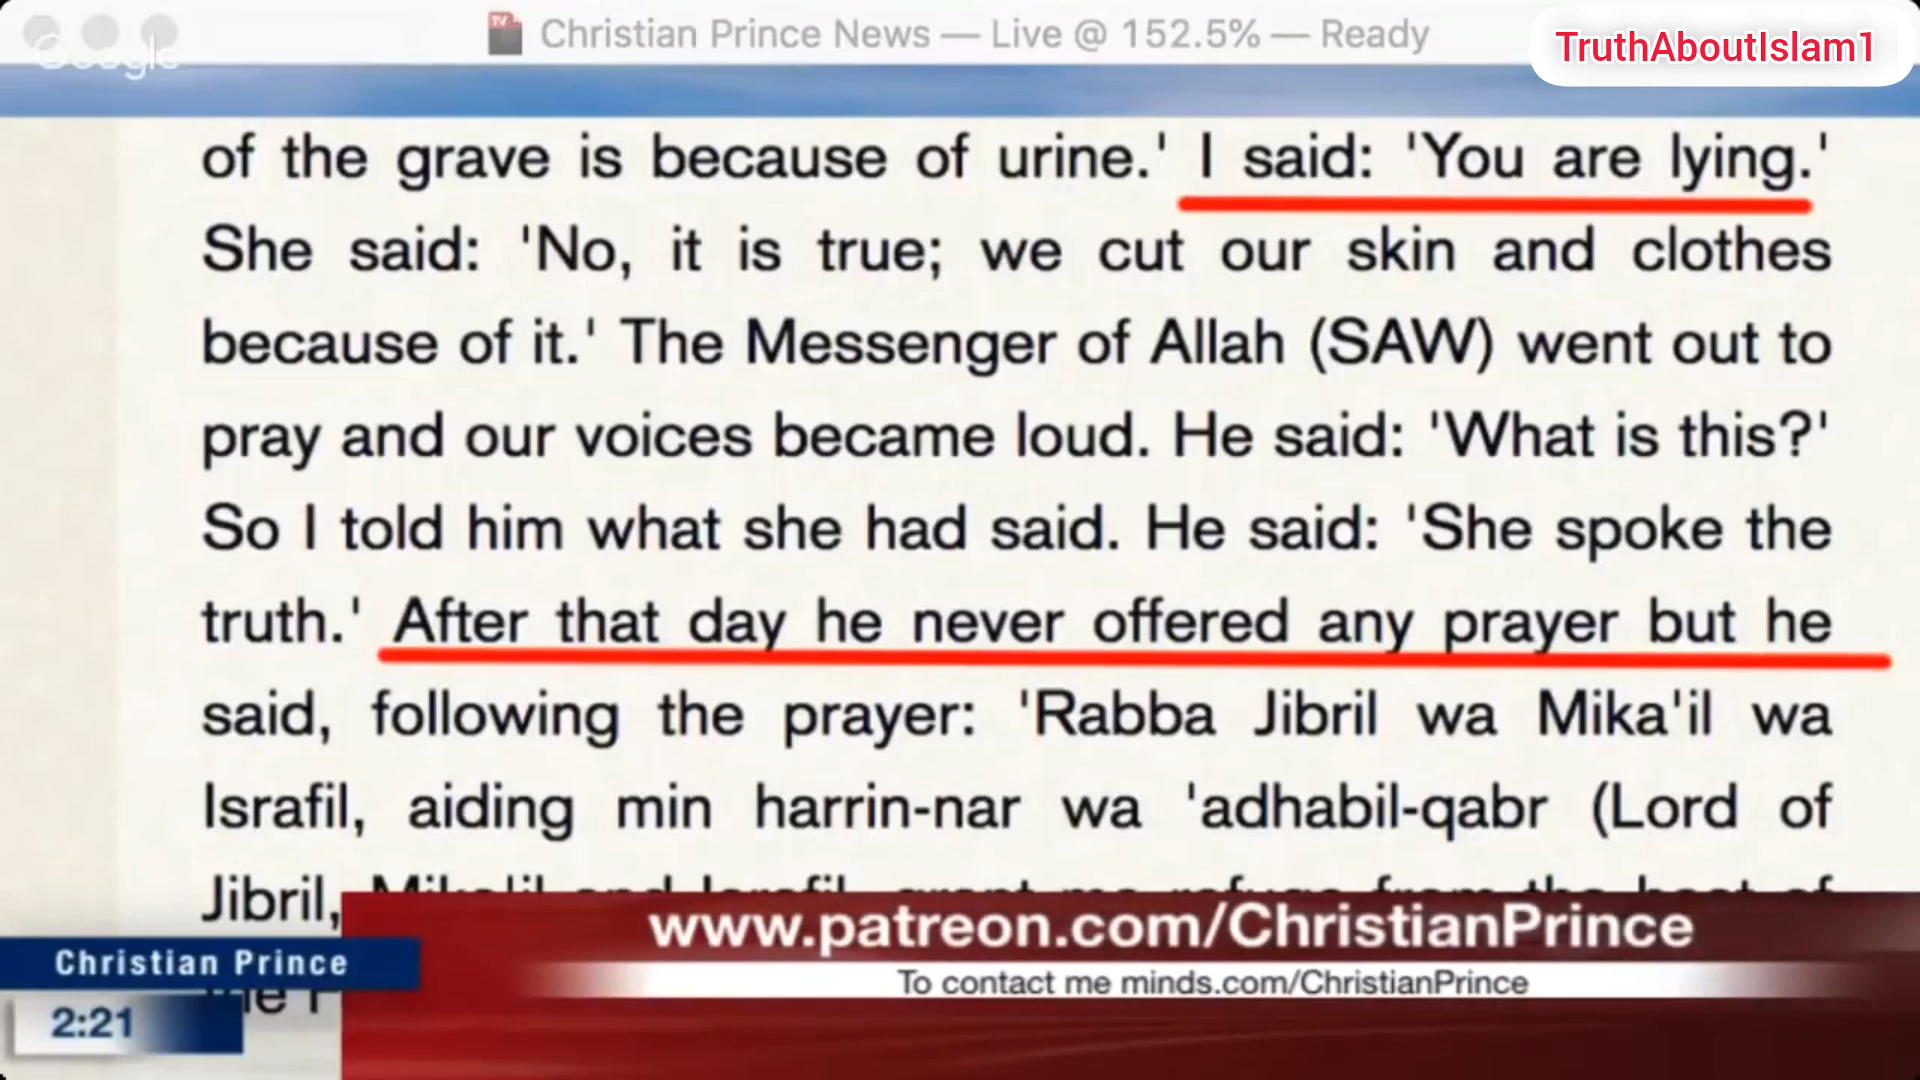 Christian Prince News — Live @ 152.5% — Ready
TruthAboutIslam1
Google
of the grave is because of urine.' I said: 'You are lying.'
She said: 'No, it is true; we cut our skin and clothes
because of it.' The Messenger of Allah (SAW) went out to
pray and our voices became loud. He said: 'What is this?'
So I told him what she had said. He said: 'She spoke the
truth.' After that day he never offered any prayer but he
said, following the prayer: 'Rabba Jibril wa Mika'il wa
Israfil, aiding min harrin-nar wa 'adhabil-qabr (Lord of
Jibril,
www.patreon.com/ChristianPrince
Christian Prince
To contact me minds.com/ChristianPrince
2:21